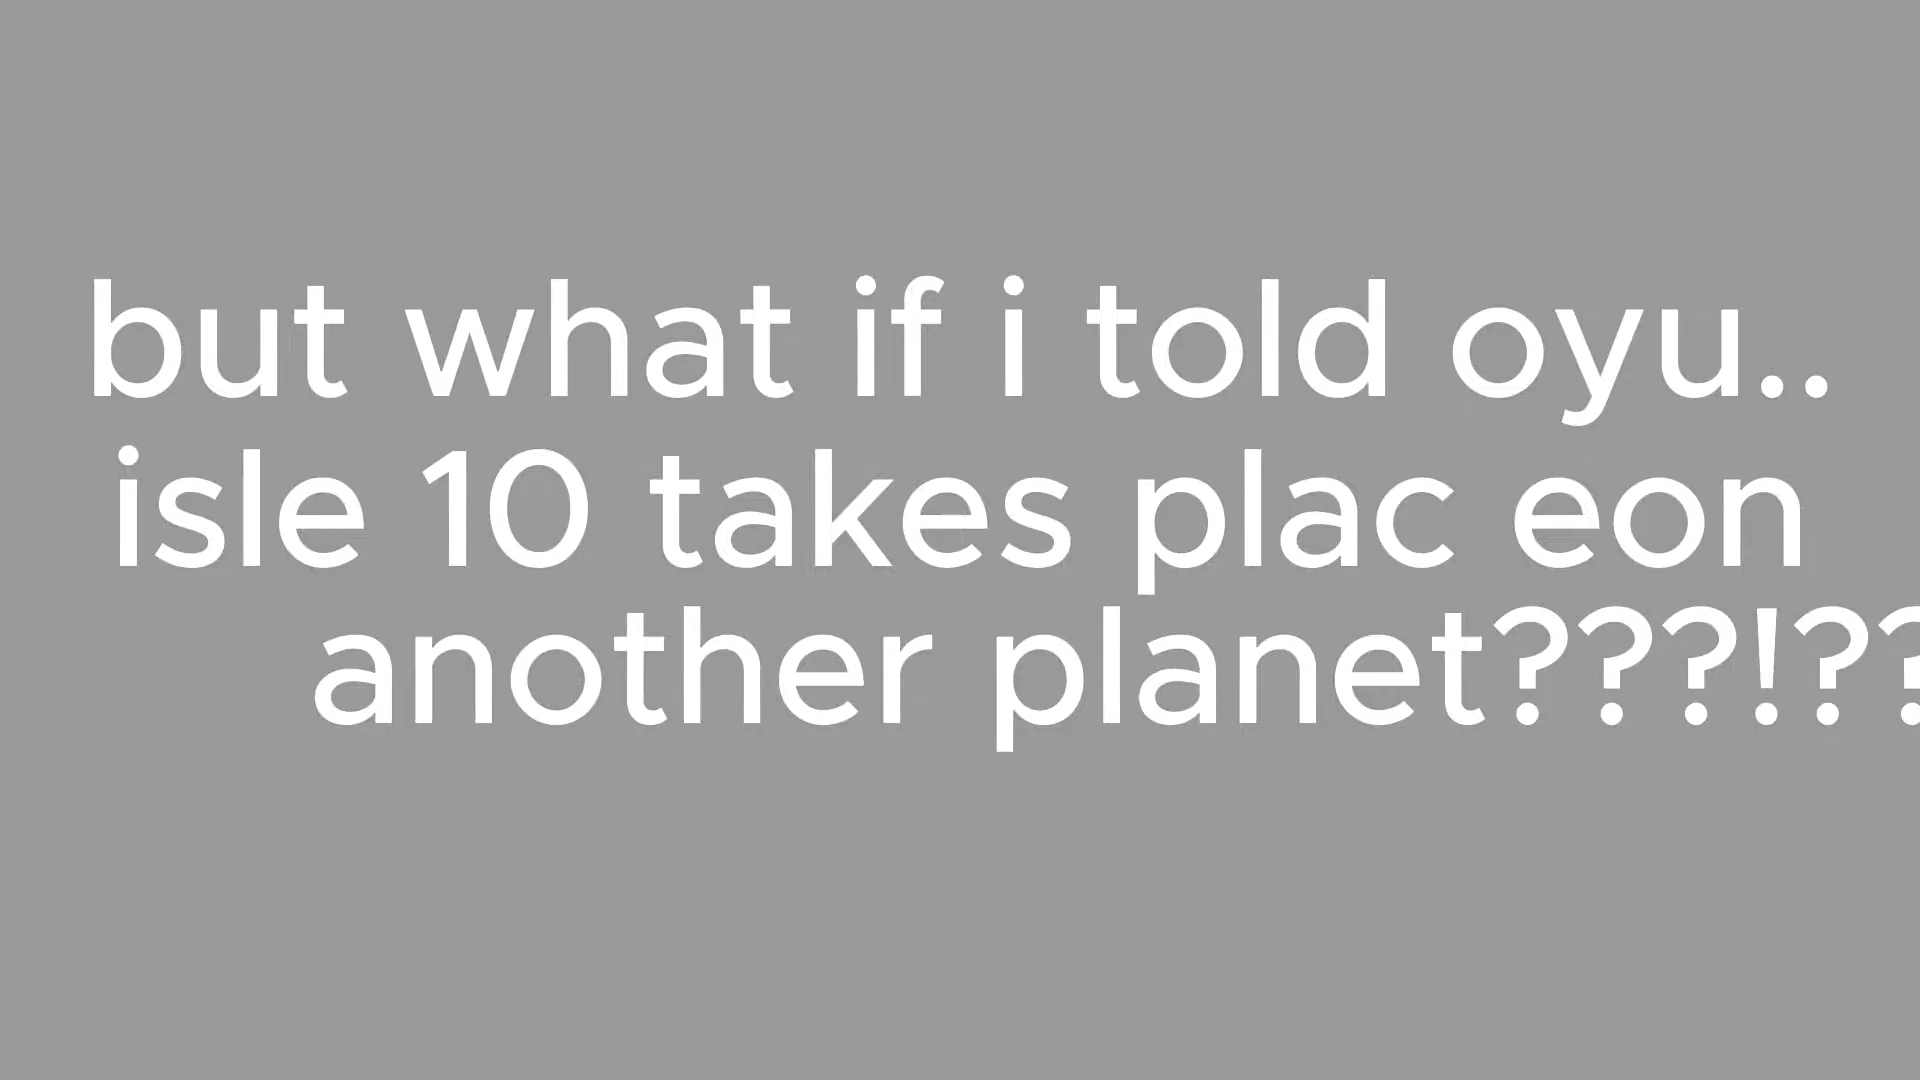 but what if i told oyu..
isle 10 takes plac eon
another planet???!??